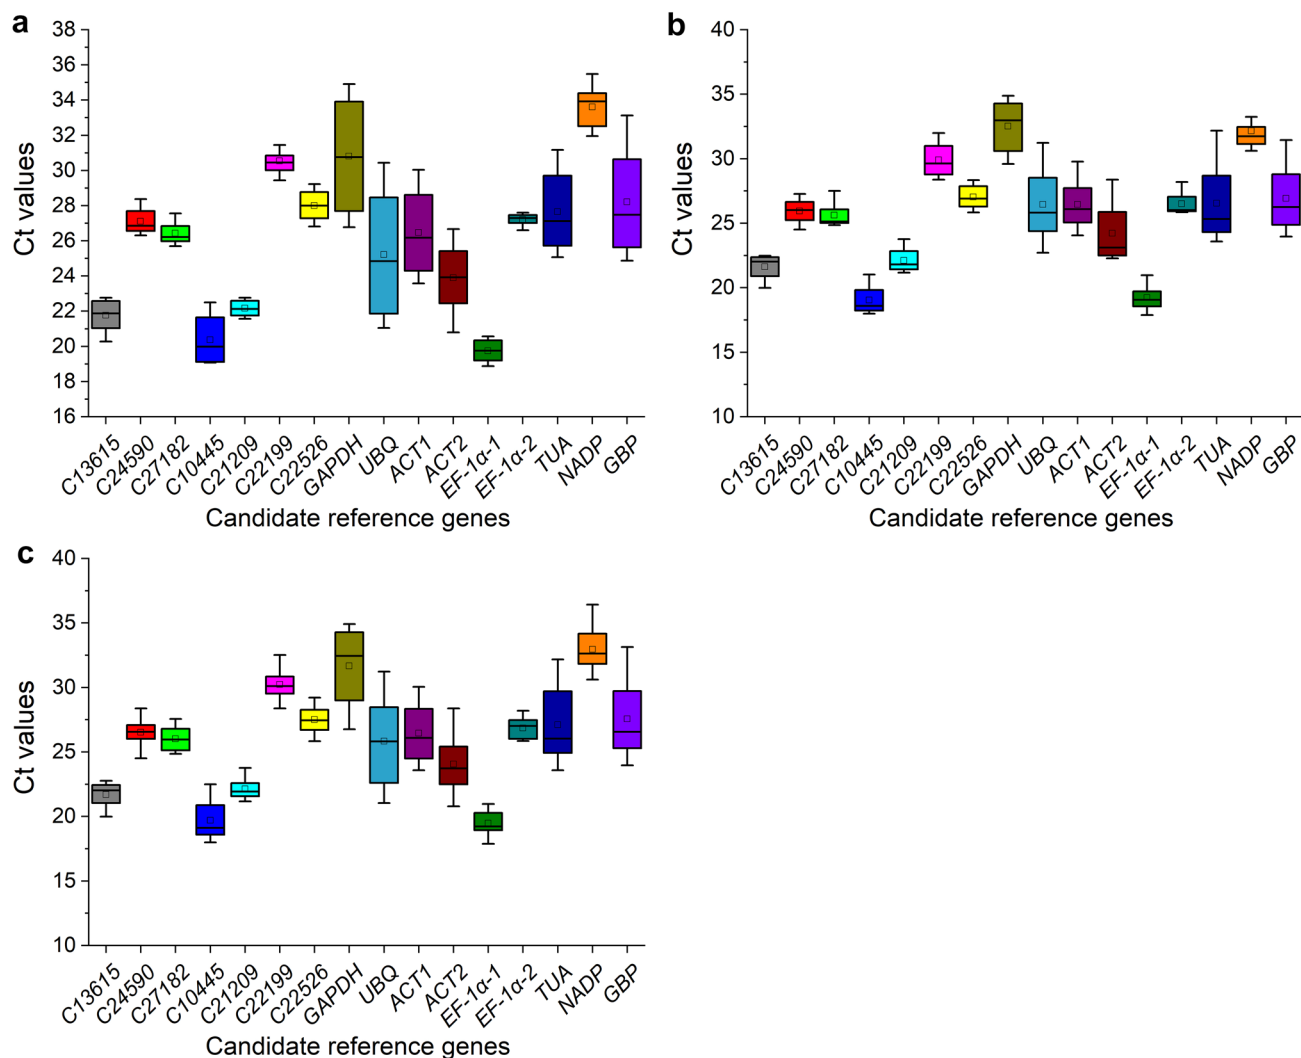 a
38
36
34
32
30
28
26
24
22
20
18
16
Ct values
C13615
C24590
C27182
C10445
C21209
C22199
C22526
GAPDH
UBQ
ACT1
ACT2
EF-1α-1
EF-1α-2
TUA
NADP
GBP
Candidate reference genes
b
40
35
30
25
20
15
10
Ct values
C13615
C24590
C27182
C10445
C21209
C22199
C22526
GAPDH
UBQ
ACT1
ACT2
EF-1α-1
EF-1α-2
TUA
NADP
GBP
Candidate reference genes
c
40
35
30
25
20
15
10
Ct values
C13615
C24590
C27182
C10445
C21209
C22199
C22526
GAPDH
UBQ
ACT1
ACT2
EF-1α-1
EF-1α-2
TUA
NADP
GBP
Candidate reference genes